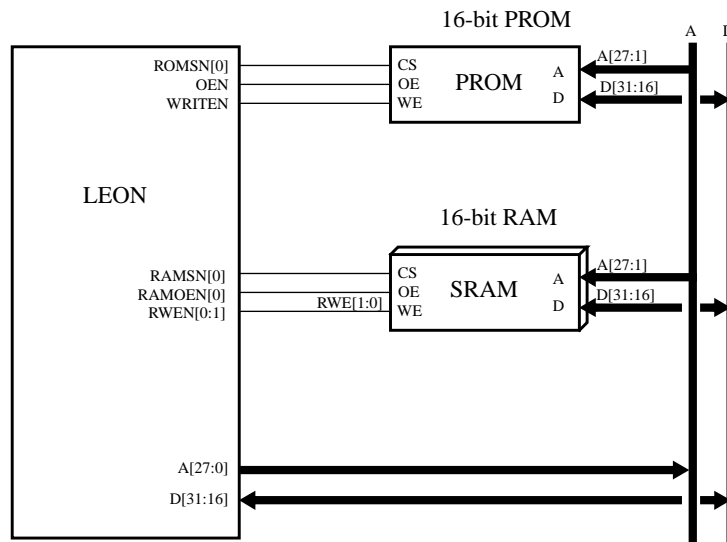 16-bit PROM
A D
ROMSN[0] CS A[27:1]
OEN OE PROM A
WRITEN WE D D[31:16]
LEON
16-bit RAM
RAMSN[0] CS A A[27:1]
RAMOEN[0] OE SRAM
RWEN[0:1] RWE[1:0] WE D D[31:16]
A[27:0]
D[31:16]